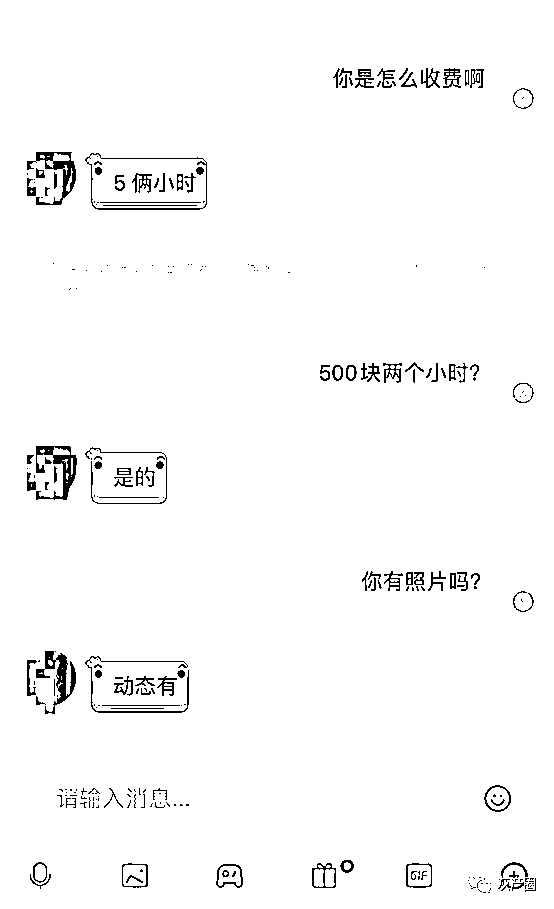 你是怎么收费啊
5 俩小时
500块两个小时?
是的
你有照片吗?
动态有
请输入消息...
GIF
灰产圈